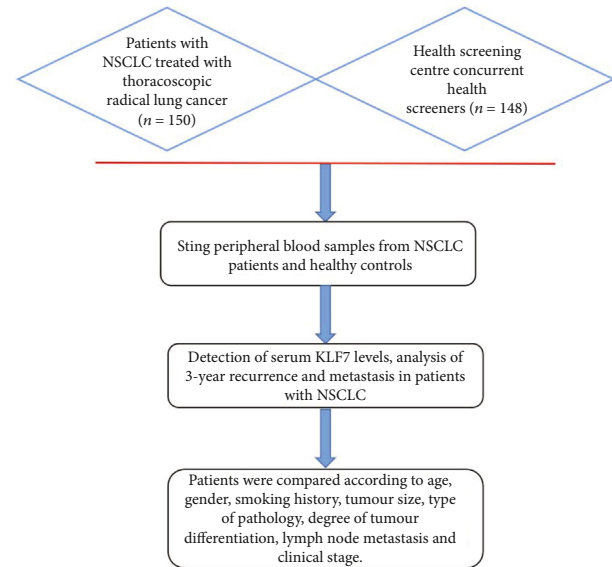 Patients with
NSCLC treated with
thoracoscopic
radical lung cancer
(n = 150)
Health screening
centre concurrent
health
screeners (n = 148)
Sting peripheral blood samples from NSCLC
patients and healthy controls
Detection of serum KLF7 levels, analysis of
3-year recurrence and metastasis in patients
with NSCLC
Patients were compared according to age,
gender, smoking history, tumour size, type
of pathology, degree of tumour
differentiation, lymph node metastasis and
clinical stage.